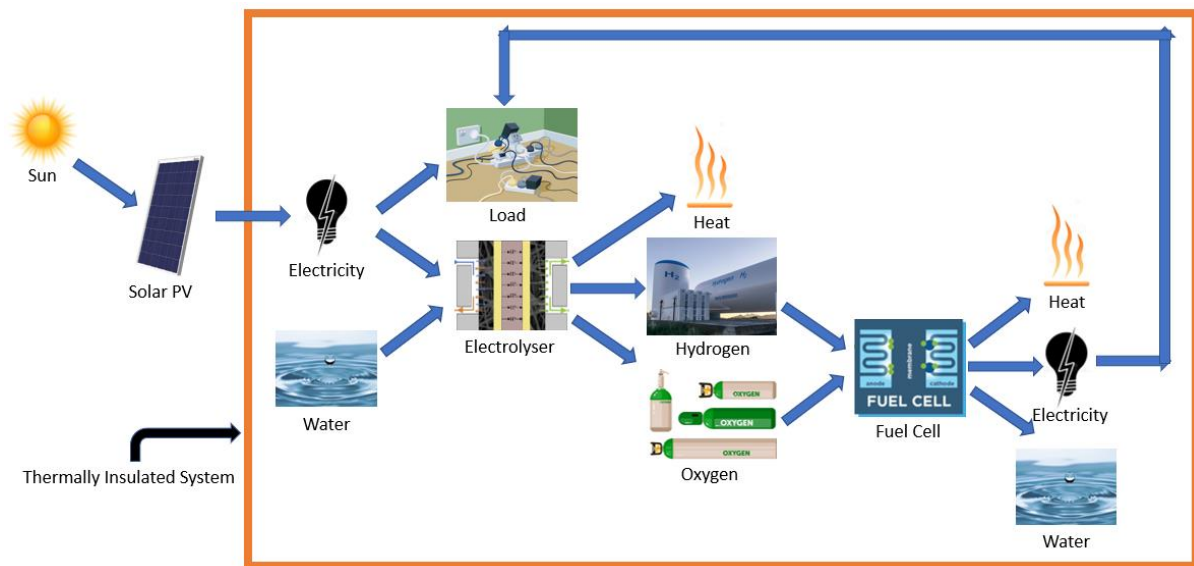 Sun
Solar PV
Thermally Insulated System
Electricity
Water
Load
Electrolyser
Heat
H2
Hydrogen
OXYGEN
OXYGEN
OXYGEN
Oxygen
anode
membrane
cathode
FUEL CELL
Fuel Cell
Heat
Electricity
Water